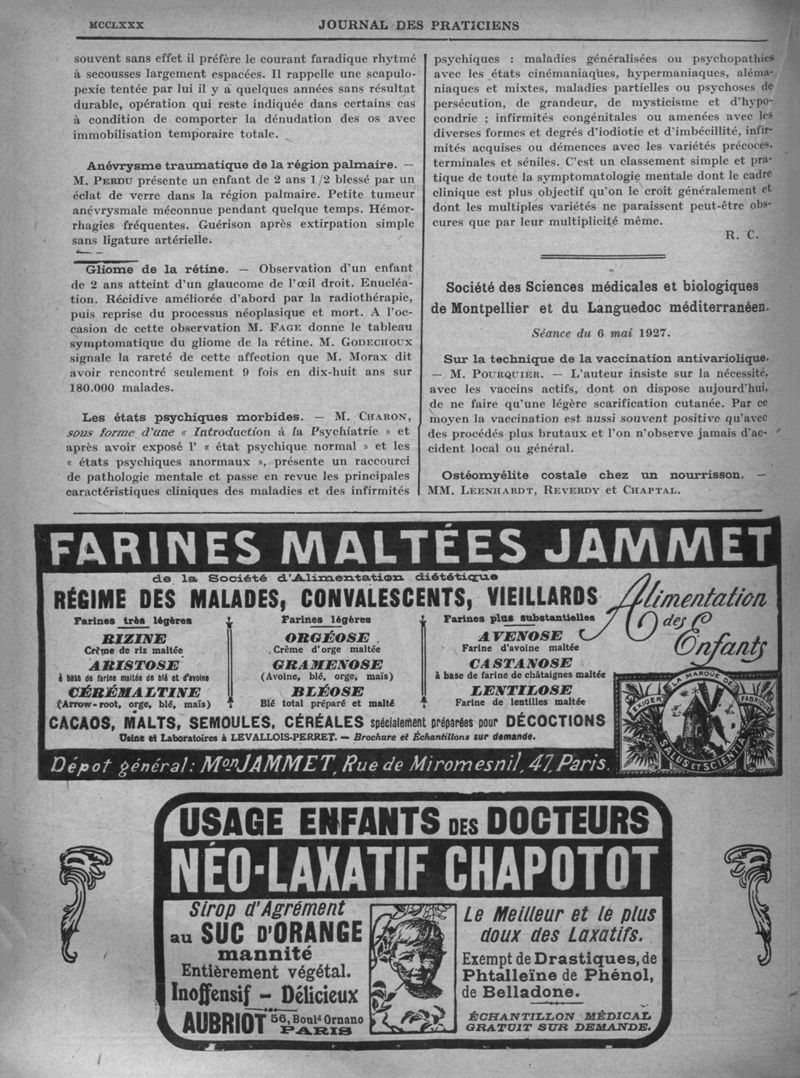 MCCLXXX
JOURNAL DES PRATICIENS
souvent sans effet il préfère le courant faradique rhytmé
à secousses largement espacées. Il rappelle une scapulo-
pexie tentée par lui il y a quelques années sans résultat
durable, opération qui reste indiquée dans certains cas
à condition de comporter la dénudation des os avec
immobilisation temporaire totale.
Anévrysme traumatique de la région palmaire. —
M. PERDU présente un enfant de 2 ans 1/2 blessé par un
éclat de verre dans la région palmaire. Petite tumeur
anévrysmale méconnue pendant quelque temps. Hémor-
rhagies fréquentes. Guérison après extirpation simple
sans ligature artérielle.
Gliome de la rétine. — Observation d'un enfant
de 2 ans atteint d'un glaucome de l'œil droit. Enucléa-
tion. Récidive améliorée d'abord par la radiothérapie,
puis reprise du processus néoplasique et mort. A l'oc-
casion de cette observation M. FAGE donne le tableau
symptomatique du gliome de la rétine. M. GODECHOUX
signale la rareté de cette affection que M. Morax dit
avoir rencontré seulement 9 fois en dix-huit ans sur
180.000 malades.
Les états psychiques morbides. — M. CHARON,
sous forme d'une « Introduction à la Psychiatrie » et
après avoir exposé l' « état psychique normal » et les
« états psychiques anormaux », présente un raccourci
de pathologie mentale et passe en revue les principales
caractéristiques cliniques des maladies et des infirmités
psychiques : maladies généralisées ou psychopathies
avec les états cinémaniaques, hypermaniaques, aléma-
niaques et mixtes, maladies partielles ou psychoses de
persécution, de grandeur, de mysticisme et d'hypo-
condrie ; infirmités congénitales ou amenées avec les
diverses formes et degrés d'iodiotie et d'imbécillité, infir-
mités acquises ou démences avec les variétés précoces,
terminales et séniles. C'est un classement simple et pra-
tique de toute la symptomatologie mentale dont le cadre
clinique est plus objectif qu'on le croit généralement et
dont les multiples variétés ne paraissent peut-être obs-
cures que par leur multiplicité même.
R. C.
Société des Sciences médicales et biologiques
de Montpellier et du Languedoc méditerranéen.
Séance du 6 mai 1927.
Sur la technique de la vaccination antivariolique.
— M. POURQUIER. — L'auteur insiste sur la nécessité,
avec les vaccins actifs, dont on dispose aujourd'hui,
de ne faire qu'une légère scarification cutanée. Par ce
moyen la vaccination est aussi souvent positive qu'avec
des procédés plus brutaux et l'on n'observe jamais d'ac-
cident local ou général.
Ostéomyélite costale chez un nourrisson. —
MM. LEENHARDT, REVERDY et CHAPTAL.
FARINES MALTÉES JAMMET
de la Société d'Alimentation diététique
RÉGIME DES MALADES, CONVALESCENTS, VIEILLARDS
Alimentation
des
Enfants
Farines très légères
RIZINE
Crème de riz maltée
ARISTOSE
à base de farine maltée de blé et d'avoine
CÉRÉMALTINE
(Arrow-root, orge, blé, maïs)
Farines légères
ORGÉOSE
Crème d'orge maltée
GRAMENOSE
(Avoine, blé, orge, maïs)
BLÉOSE
Blé total préparé et malté
Farines plus substantielles
AVENOSE
Farine d'avoine maltée
CASTANOSE
à base de farine de châtaignes maltée
LENTILOSE
Farine de lentilles maltée
CACAOS, MALTS, SEMOULES, CÉRÉALES spécialement préparées pour DÉCOCTIONS
Usine et Laboratoires à LEVALLOIS-PERRET. — Brochure et Échantillons sur demande.
EXIGER LA MARQUE DE FABRIQUE
SALUS ET SCIENTIA
Dépot général: Mon JAMMET, Rue de Miromesnil, 47, Paris.
USAGE ENFANTS DES DOCTEURS
NÉO-LAXATIF CHAPOTOT
Sirop d'Agrément
au SUC D'ORANGE
mannité
Entièrement végétal.
Inoffensif – Délicieux
AUBRIOT 56, Bould Ornano
PARIS
Le Meilleur et le plus
doux des Laxatifs.
Exempt de Drastiques, de
Phtalleïne de Phénol,
de Belladone.
ÉCHANTILLON MÉDICAL
GRATUIT SUR DEMANDE.